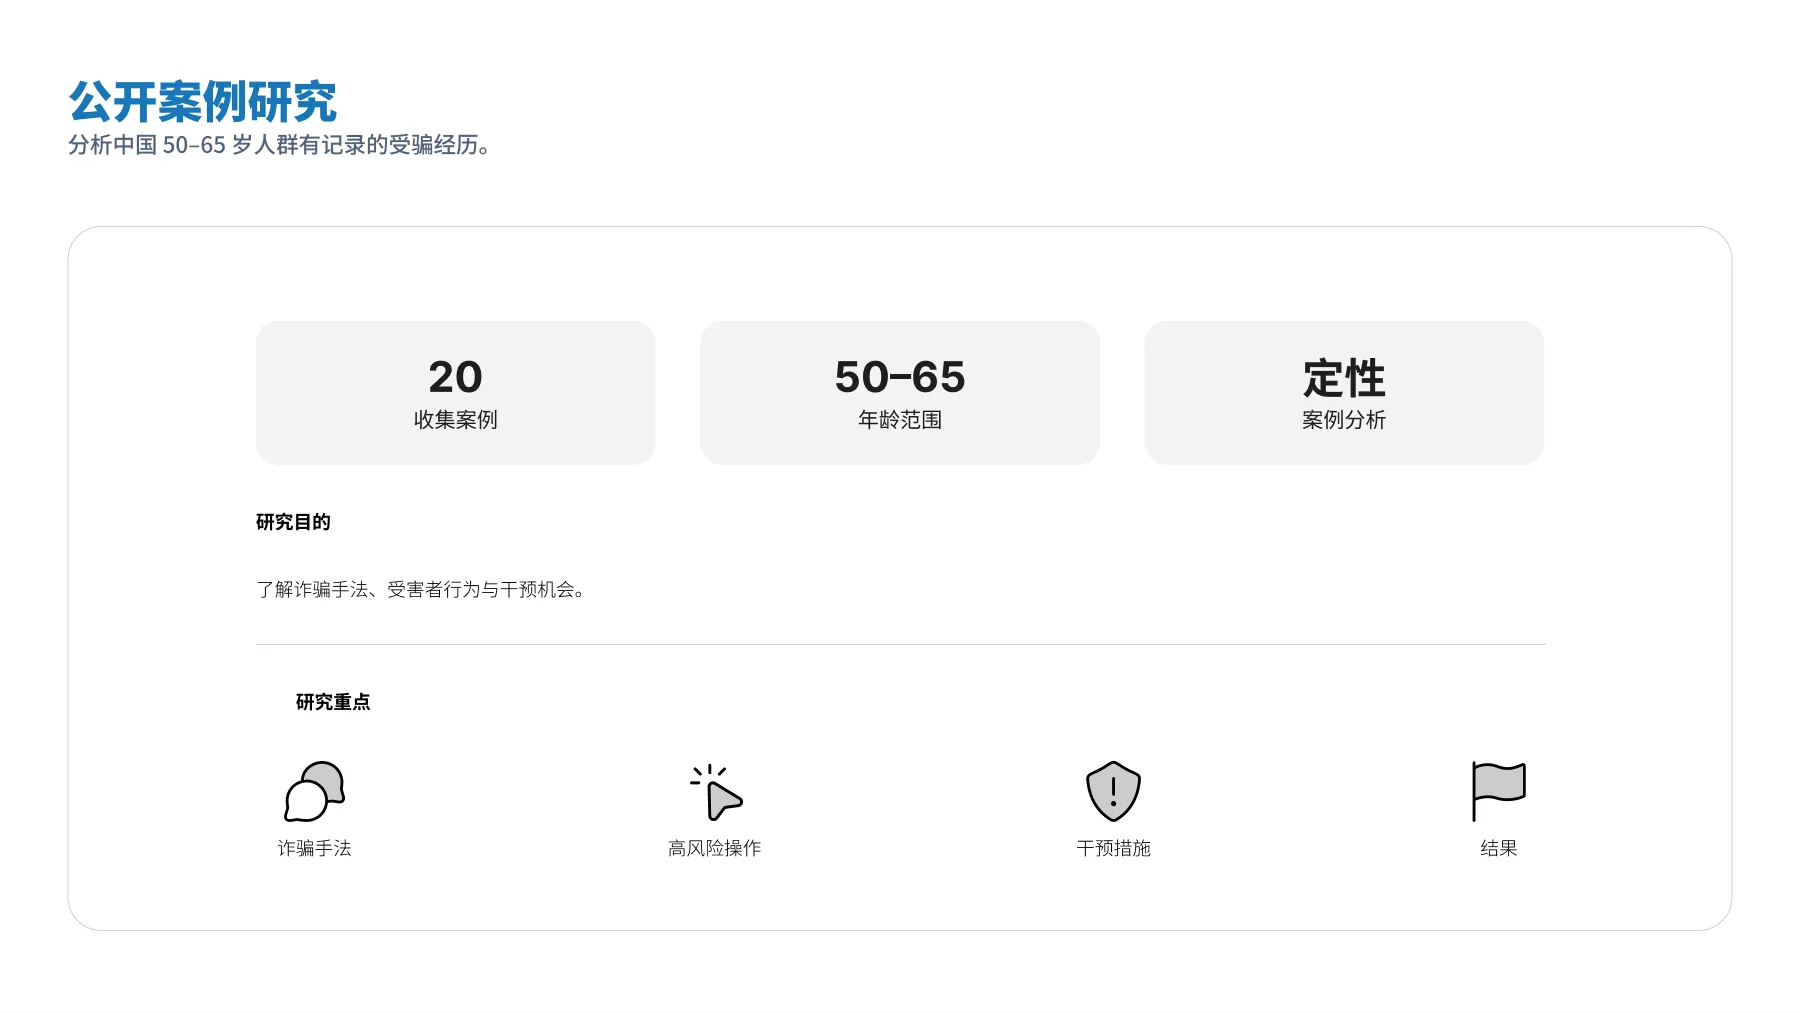 公开案例研究
分析中国 50–65 岁人群有记录的受骗经历。
20
收集案例
50–65
年龄范围
定性
案例分析
研究目的
了解诈骗手法、受害者行为与干预机会。
研究重点
诈骗手法
高风险操作
干预措施
结果